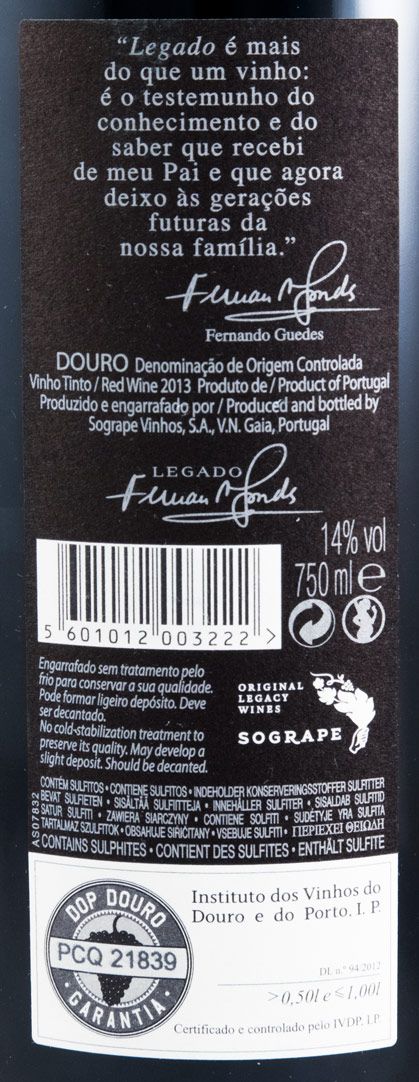 “Legado é mais
do que um vinho:
é o testemunho do
conhecimento e do
saber que recebi
de meu Pai e que agora
deixo às gerações
futuras da
nossa família.”
Fernando Guedes
DOURO Denominação de Origem Controlada
Vinho Tinto / Red Wine 2013 Produto de / Product of Portugal
Produzido e engarrafado por / Produced and bottled by
Sogrape Vinhos, S.A., V.N. Gaia, Portugal
LEGADO
14% vol
750 ml e
5 601012 003222 >
Engarrafado sem tratamento pelo
frio para conservar a sua qualidade.
Pode formar ligeiro depósito. Deve
ser decantado.
No cold-stabilization treatment to
preserve its quality. May develop a
slight deposit. Should be decanted.
ORIGINAL
LEGACY
WINES
SOGRAPE
CONTÉM SULFITOS • CONTIENE SULFITOS • INDEHOLDER KONSERVERINGSSTOFFER SULFITTER
BEVAT SULFIETEN • SISÄLTÄÄ SULFIITTEJA • INNEHÅLLER SULFITER • SISALDAB SULFITID
SATUR SULFITI • ZAWIERA SIARCZYNY • CONTIENE SOLFITI • SUDĖTYJE YRA SULFITA
TARTALMAZ SZULFITOK • OBSAHUJE SIŘIČITANY • VSEBUJE SULFITI • ΠΕΡΙΕΧΕΙ ΘΕΙΩΔΗ
CONTAINS SULPHITES • CONTIENT DES SULFITES • ENTHÄLT SULFITE
AS07832
DOP DOURO
PCQ 21839
GARANTIA
Instituto dos Vinhos do
Douro e do Porto. I. P.
DL n.º 94/2012
>0,50l e ≤1,00l
Certificado e controlado pelo IVDP, I.P.